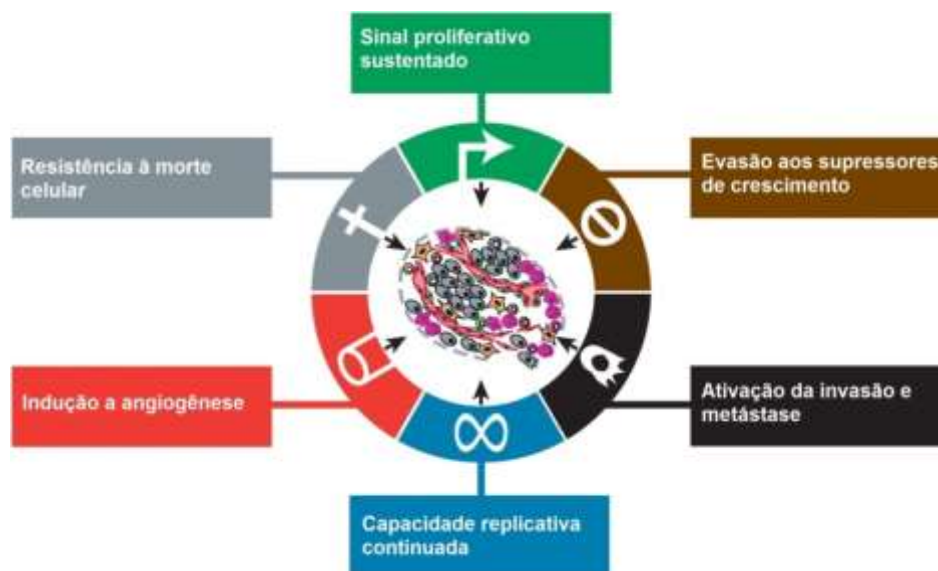 Sinal proliferativo
sustentado
Resistência à morte
celular
Evasão aos supressores
de crescimento
Indução a angiogênese
Ativação da invasão e
metástase
Capacidade replicativa
continuada